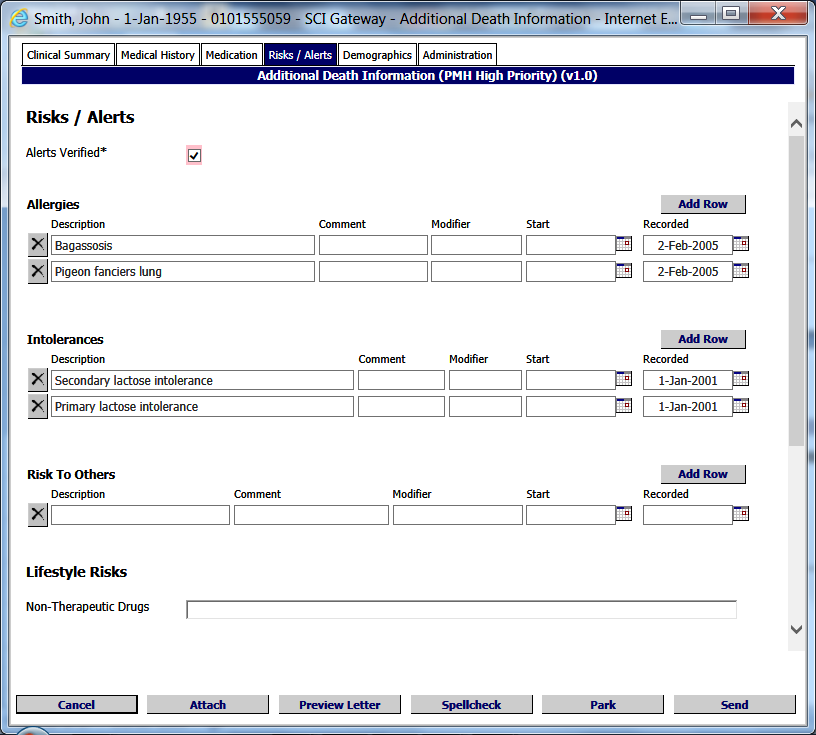 Smith, John - 1-Jan-1955 - 0101555059 - SCI Gateway - Additional Death Information - Internet E...
Clinical Summary Medical History Medication Risks / Alerts Demographics Administration
Additional Death Information (PMH High Priority) (v1.0)
Risks / Alerts
Alerts Verified*
Allergies Add Row
Description Comment Modifier Start Recorded
Bagassosis 2-Feb-2005
Pigeon fanciers lung 2-Feb-2005
Intolerances Add Row
Description Comment Modifier Start Recorded
Secondary lactose intolerance 1-Jan-2001
Primary lactose intolerance 1-Jan-2001
Risk To Others Add Row
Description Comment Modifier Start Recorded
Lifestyle Risks
Non-Therapeutic Drugs
Cancel Attach Preview Letter Spellcheck Park Send